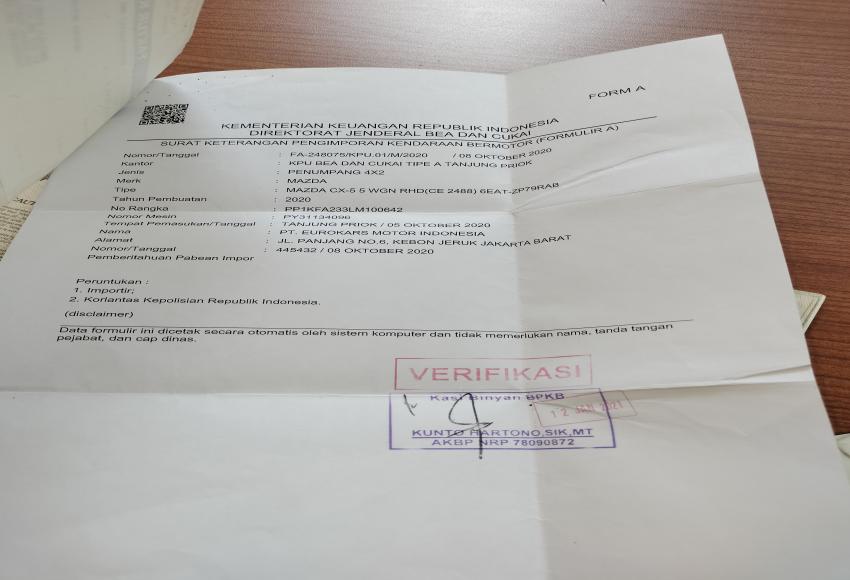 FORM A
KEMENTERIAN KEUANGAN REPUBLIK INDONESIA
DIREKTORAT JENDERAL BEA DAN CUKAI
SURAT KETERANGAN PENGIMPORAN KENDARAAN BERMOTOR (FORMULIR A)
Nomor/Tanggal : FA-248075/KPU.01/M/2020 / 08 OKTOBER 2020
Kantor : KPU BEA DAN CUKAI TIPE A TANJUNG PRIOK
Jenis : PENUMPANG 4X2
Merk : MAZDA
Tipe : MAZDA CX-5 5 WGN RHD(CE 2488) 6EAT-ZP79RAB
Tahun Pembuatan : 2020
No Rangka : PP1KFA233LM100642
Nomor Mesin : PY31134096
Tempat Pemasukan/Tanggal : TANJUNG PRIOK / 05 OKTOBER 2020
Nama : PT. EUROKARS MOTOR INDONESIA
Alamat : JL. PANJANG NO.6, KEBON JERUK JAKARTA BARAT
Nomor/Tanggal : 445432 / 08 OKTOBER 2020
Pemberitahuan Pabean Impor
Peruntukan :
1. Importir;
2. Korlantas Kepolisian Republik Indonesia.
(disclaimer)
Data formulir ini dicetak secara otomatis oleh sistem komputer dan tidak memerlukan nama, tanda tangan
pejabat, dan cap dinas.
VERIFIKASI
Kasi Binyan BPKB
12 JAN 2021
KUNTO HARTONO,SIK,MT
AKBP NRP 78090872